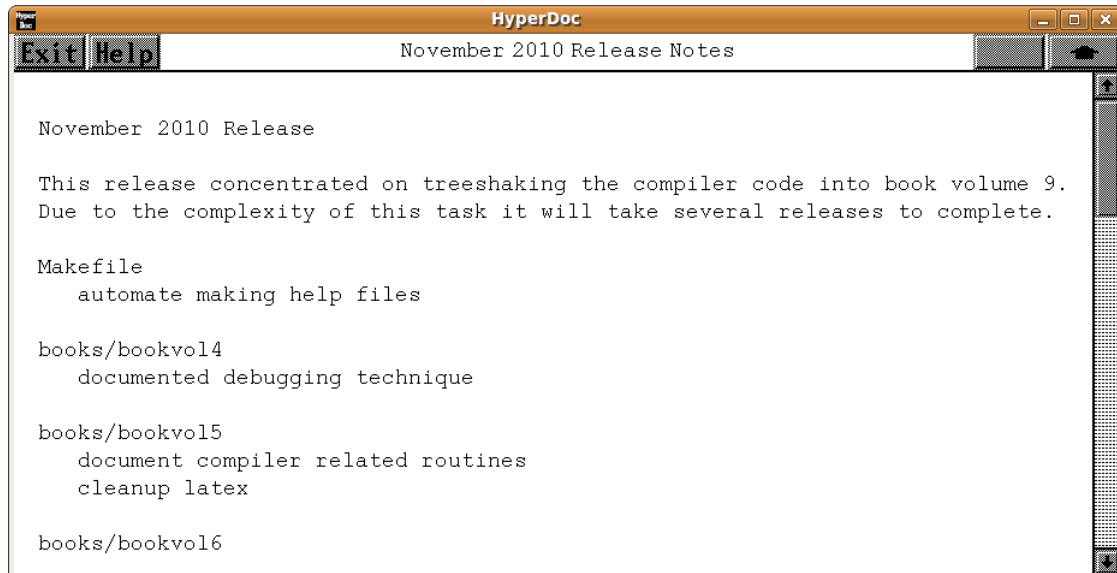 Hyper Doc
HyperDoc
Exit Help
November 2010 Release Notes
November 2010 Release
This release concentrated on treeshaking the compiler code into book volume 9.
Due to the complexity of this task it will take several releases to complete.
Makefile
automate making help files
books/bookvol4
documented debugging technique
books/bookvol5
document compiler related routines
cleanup latex
books/bookvol6